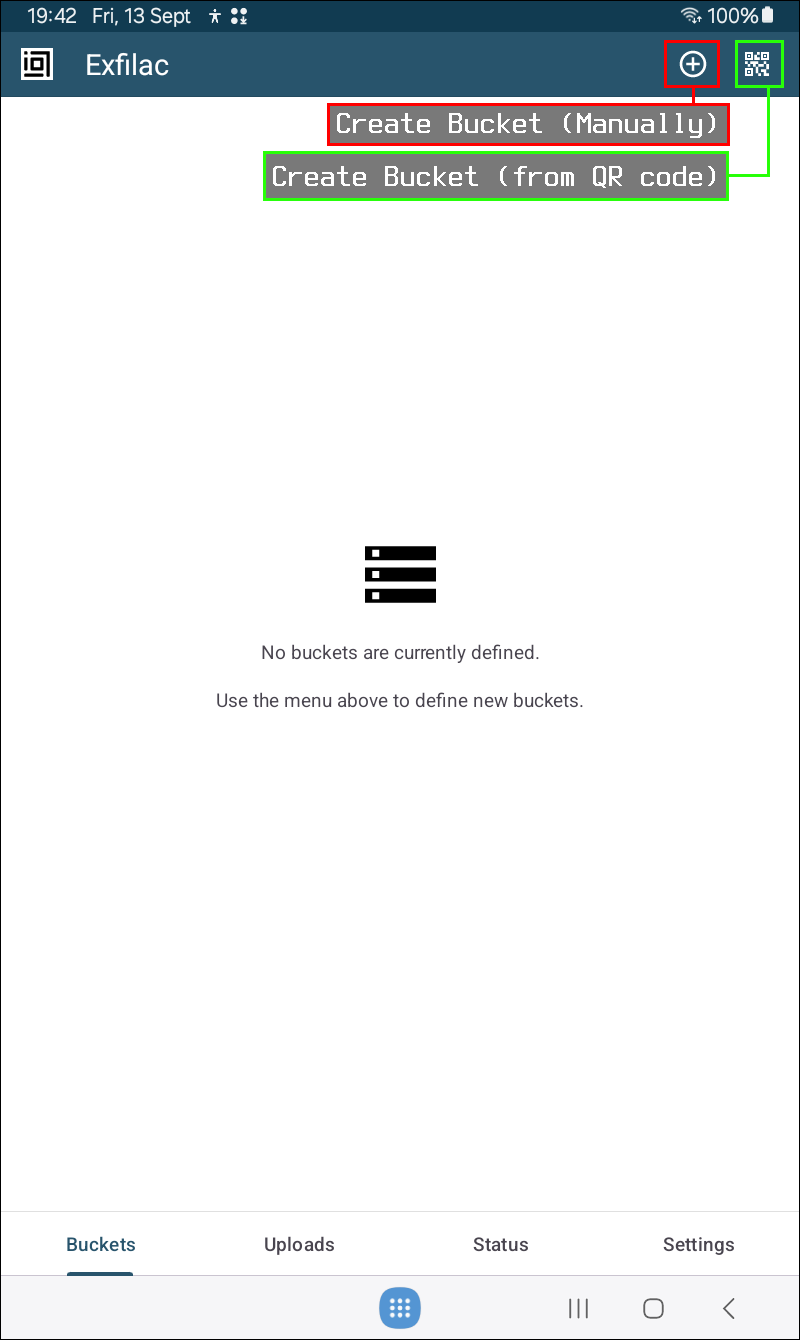 19:42 Fri, 13 Sept 100%
Exfilac
Create Bucket (Manually)
Create Bucket (from QR code)
No buckets are currently defined.
Use the menu above to define new buckets.
Buckets Uploads Status Settings